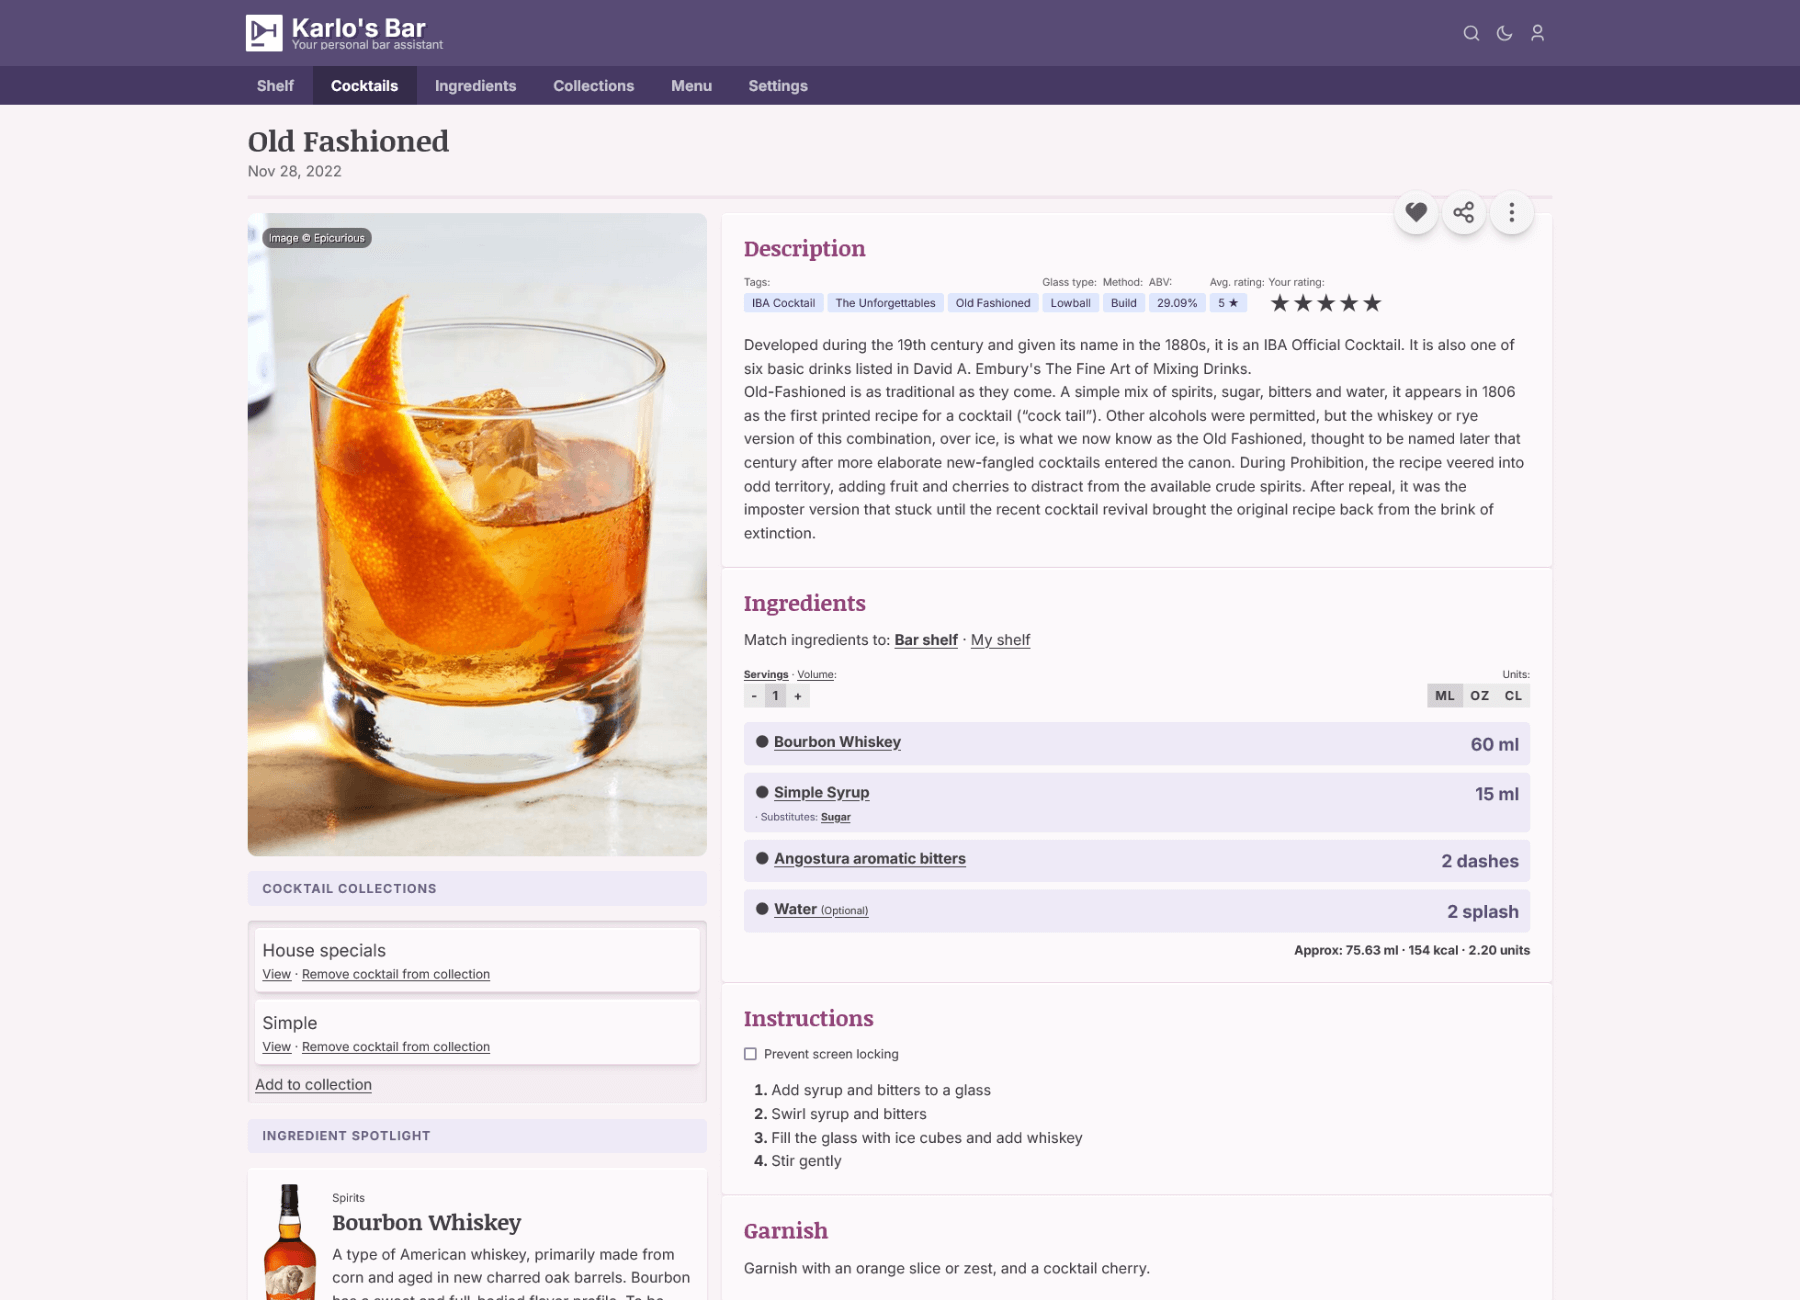 Karlo's Bar
Your personal bar assistant
Shelf
Cocktails
Ingredients
Collections
Menu
Settings
Old Fashioned
Nov 28, 2022
Image © Epicurious
Description
Tags:
Glass type:
Method:
ABV:
Avg. rating:
Your rating:
IBA Cocktail
The Unforgettables
Old Fashioned
Lowball
Build
29.09%
5 ★
★★★★★
Developed during the 19th century and given its name in the 1880s, it is an IBA Official Cocktail. It is also one of
six basic drinks listed in David A. Embury's The Fine Art of Mixing Drinks.
Old-Fashioned is as traditional as they come. A simple mix of spirits, sugar, bitters and water, it appears in 1806
as the first printed recipe for a cocktail (“cock tail”). Other alcohols were permitted, but the whiskey or rye
version of this combination, over ice, is what we now know as the Old Fashioned, thought to be named later that
century after more elaborate new-fangled cocktails entered the canon. During Prohibition, the recipe veered into
odd territory, adding fruit and cherries to distract from the available crude spirits. After repeal, it was the
imposter version that stuck until the recent cocktail revival brought the original recipe back from the brink of
extinction.
Ingredients
Match ingredients to: Bar shelf · My shelf
Servings · Volume:
Units:
- 1 +
ML OZ CL
Bourbon Whiskey
60 ml
Simple Syrup
15 ml
· Substitutes: Sugar
Angostura aromatic bitters
2 dashes
Water (Optional)
2 splash
Approx: 75.63 ml · 154 kcal · 2.20 units
Instructions
Prevent screen locking
1. Add syrup and bitters to a glass
2. Swirl syrup and bitters
3. Fill the glass with ice cubes and add whiskey
4. Stir gently
Garnish
Garnish with an orange slice or zest, and a cocktail cherry.
COCKTAIL COLLECTIONS
House specials
View · Remove cocktail from collection
Simple
View · Remove cocktail from collection
Add to collection
INGREDIENT SPOTLIGHT
Spirits
Bourbon Whiskey
A type of American whiskey, primarily made from
corn and aged in new charred oak barrels. Bourbon